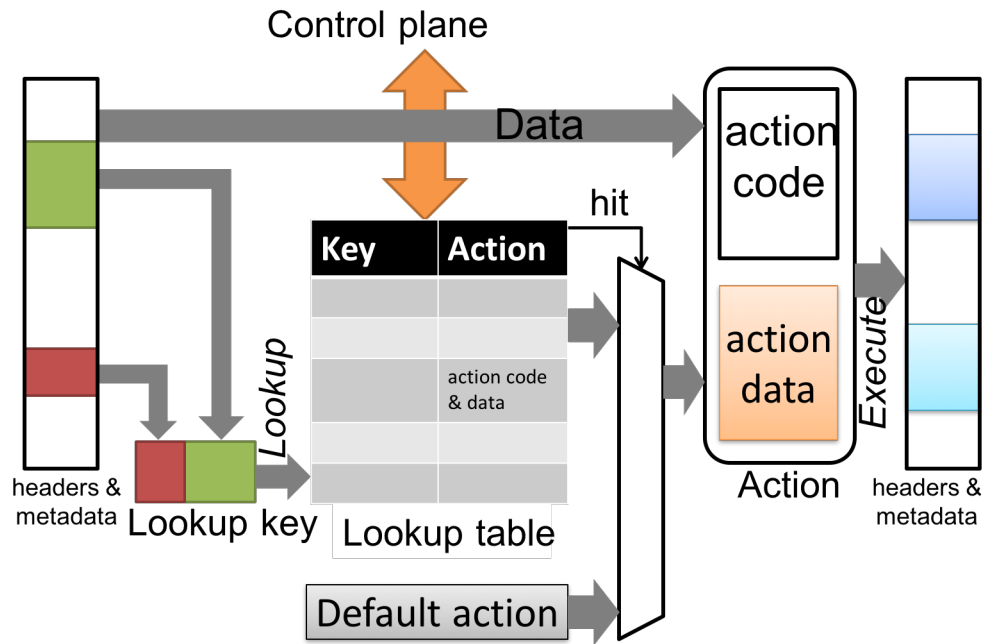 Control plane
Data
action
code
hit
Key Action
action code
& data
Lookup
action
data
Execute
headers &
metadata
Lookup key
Lookup table
Action
headers &
metadata
Default action